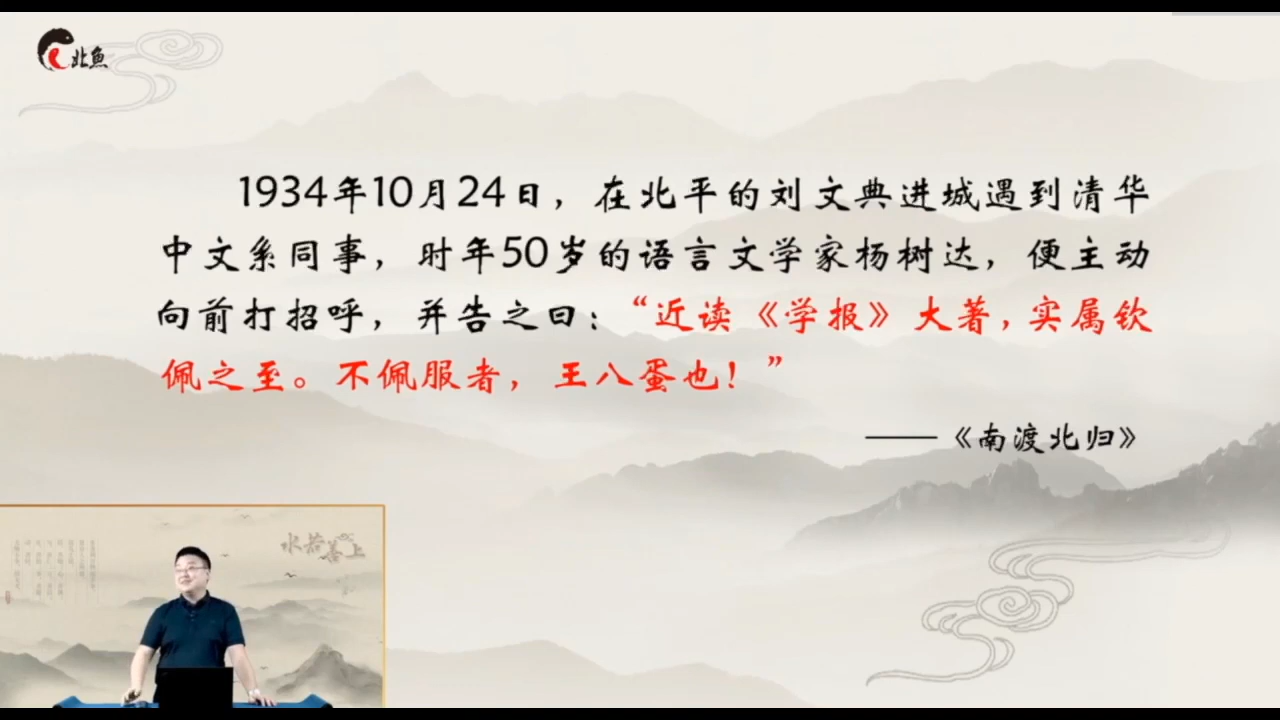 北鱼
1934年10月24日，在北平的刘文典进城遇到清华
中文系同事，时年50岁的语言文学家杨树达，便主动
向前打招呼，并告之曰：“近读《学报》大著，实属钦
佩之至。不佩服者，王八蛋也！”
——《南渡北归》
上善若水